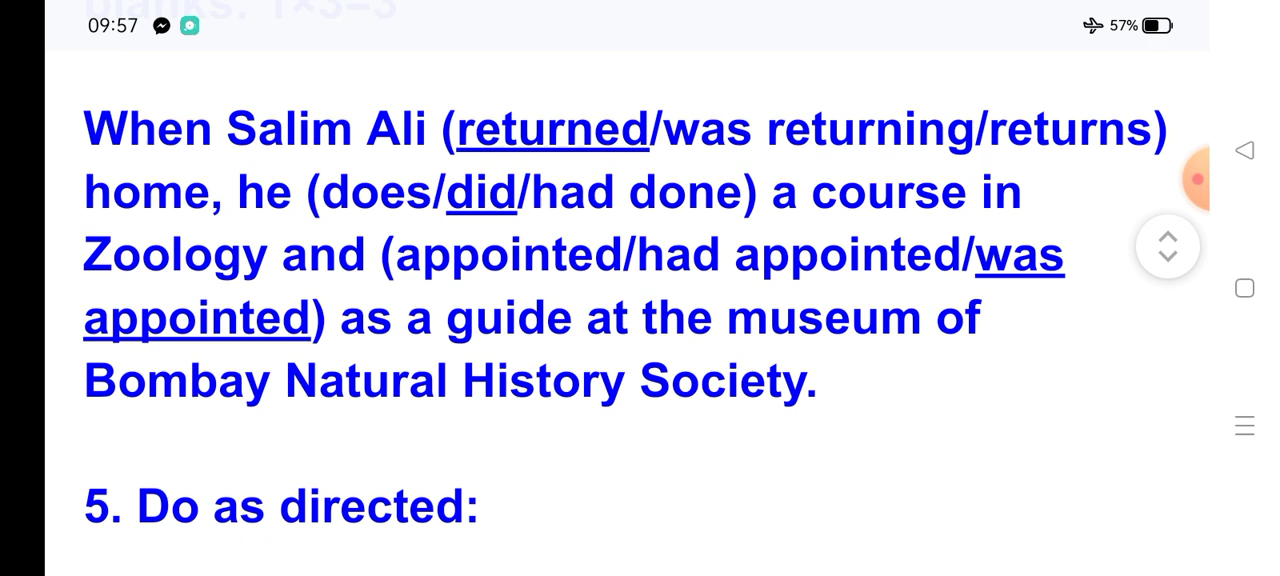 09:57
57%
When Salim Ali (returned/was returning/returns)
home, he (does/did/had done) a course in
Zoology and (appointed/had appointed/was
appointed) as a guide at the museum of
Bombay Natural History Society.
5. Do as directed: